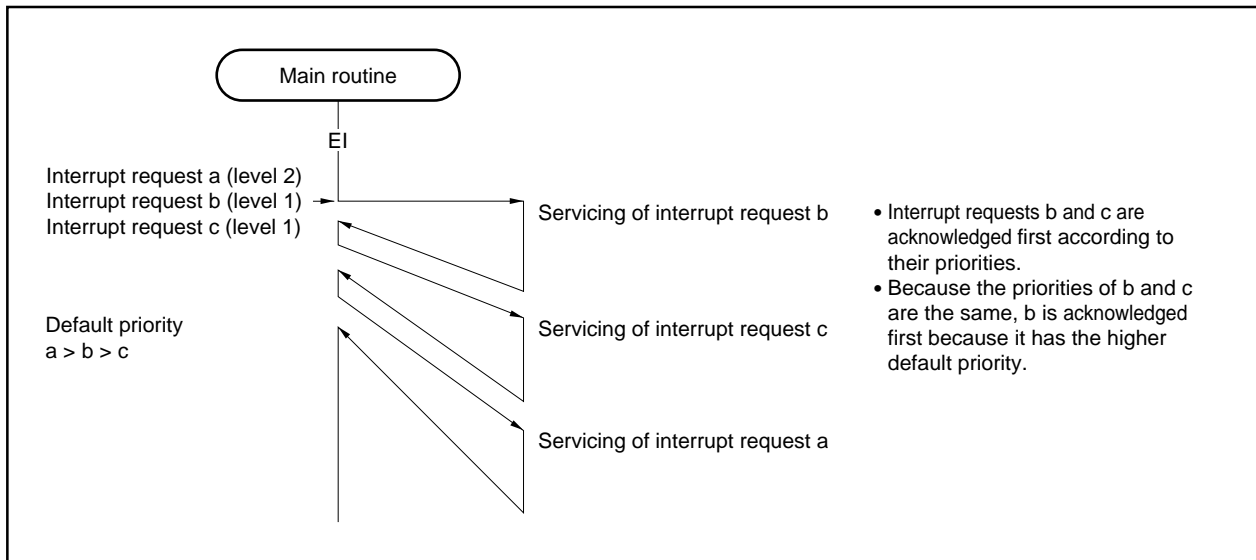 Main routine
EI
Interrupt request a (level 2)
Interrupt request b (level 1)
Interrupt request c (level 1)
Servicing of interrupt request b
• Interrupt requests b and c are
acknowledged first according to
their priorities.
• Because the priorities of b and c
are the same, b is acknowledged
first because it has the higher
default priority.
Default priority
a > b > c
Servicing of interrupt request c
Servicing of interrupt request a